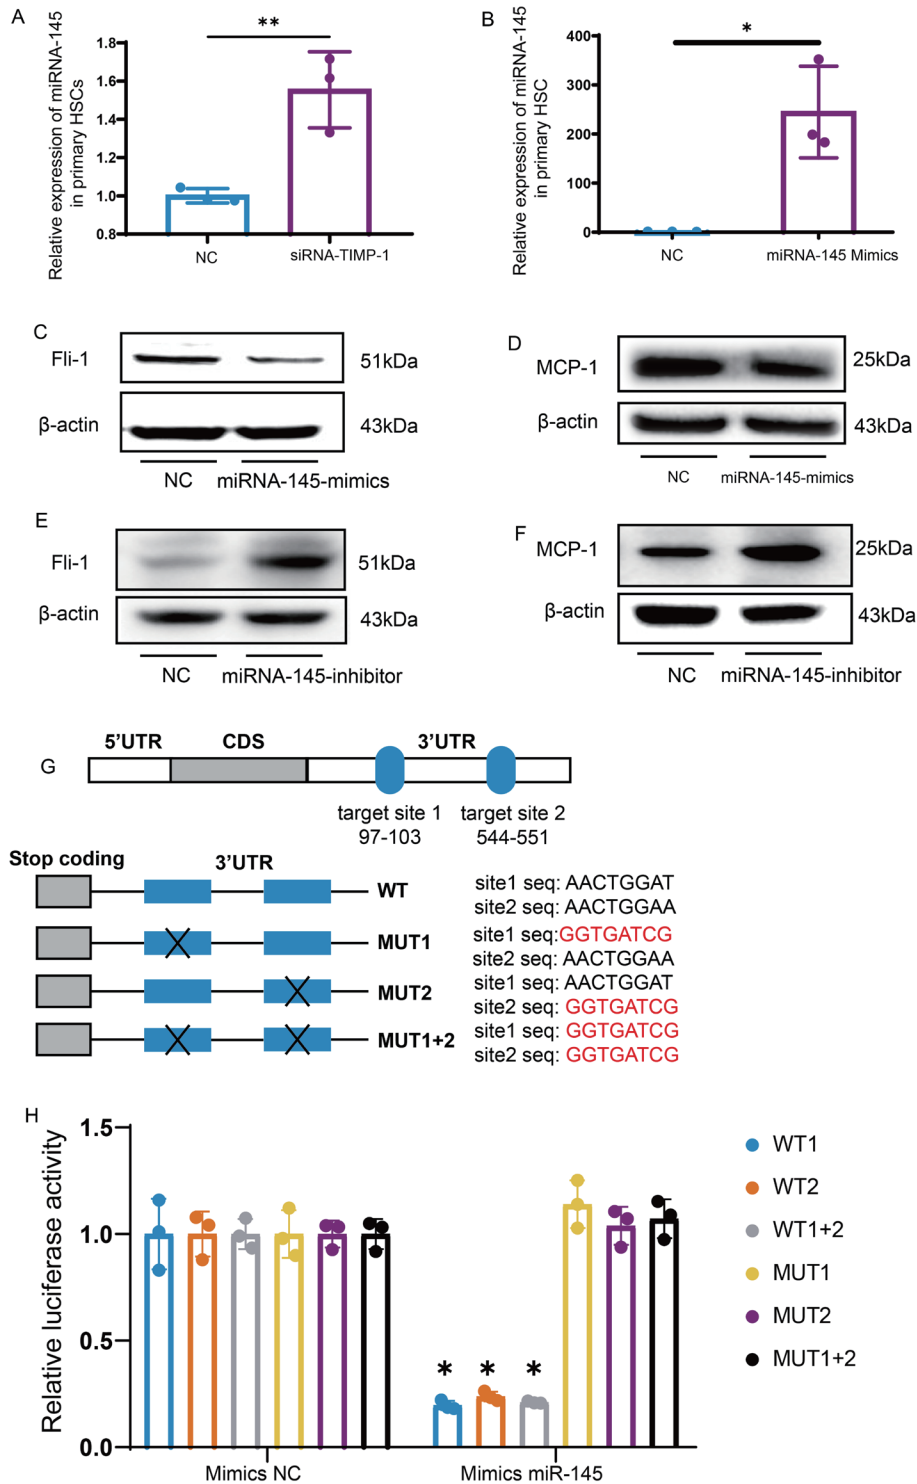 A
Relative expression of miRNA-145
in primary HSCs
1.8
1.6
1.4
1.2
1.0
0.8
**
NC
siRNA-TIMP-1
B
Relative expression of miRNA-145
in primary HSC
400
300
200
100
0
*
NC
miRNA-145 Mimics
C
Fli-1
51kDa
β-actin
43kDa
NC
miRNA-145-mimics
D
MCP-1
25kDa
β-actin
43kDa
NC
miRNA-145-mimics
E
Fli-1
51kDa
β-actin
43kDa
NC
miRNA-145-inhibitor
F
MCP-1
25kDa
β-actin
43kDa
NC
miRNA-145-inhibitor
G
5'UTR
CDS
3'UTR
target site 1
97-103
target site 2
544-551
Stop coding
3'UTR
WT
MUT1
MUT2
MUT1+2
site1 seq: AACTGGAT
site2 seq: AACTGGAA
site1 seq:GGTGATCG
site2 seq: AACTGGAA
site1 seq: AACTGGAT
site2 seq: GGTGATCG
site1 seq: GGTGATCG
site2 seq: GGTGATCG
H
Relative luciferase activity
1.5
1.0
0.5
0.0
* * *
Mimics NC
Mimics miR-145
WT1
WT2
WT1+2
MUT1
MUT2
MUT1+2